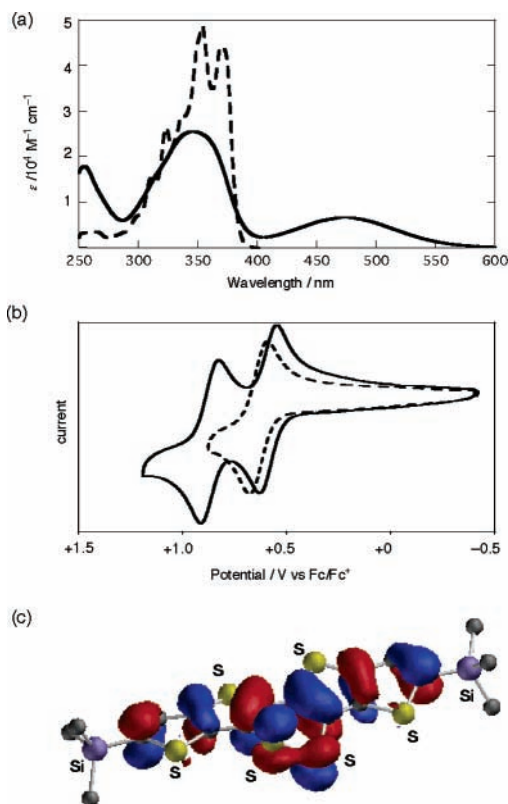 (a)
5
4
3
2
1
ε /10⁴ M⁻¹ cm⁻¹
250 300 350 400 450 500 550 600
Wavelength / nm
(b)
current
+1.5 +1.0 +0.5 +0 −0.5
Potential / V vs Fc/Fc⁺
(c)
S
S
Si
S
S
S
S
Si